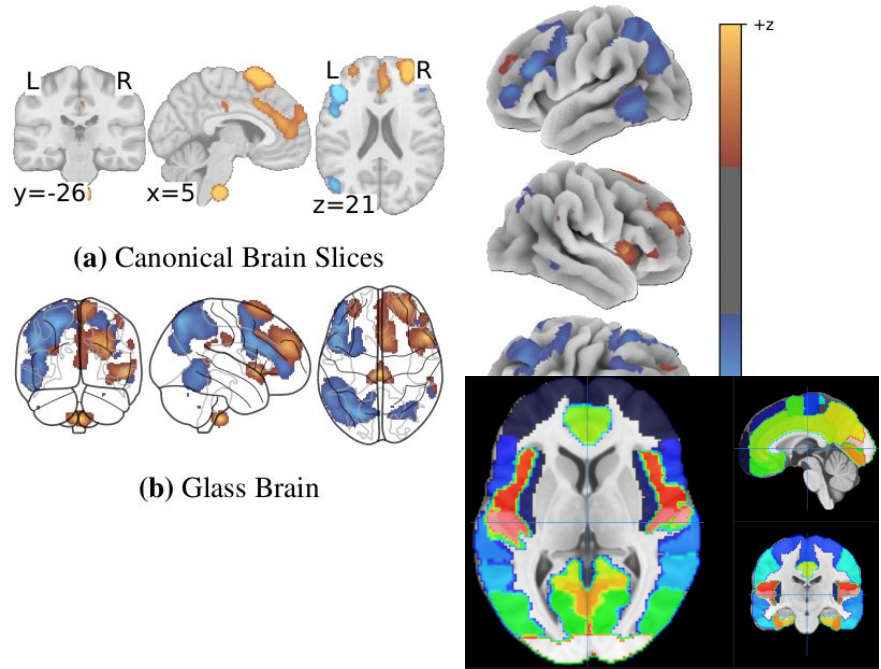 L R L R
y=-26 x=5 z=21
(a) Canonical Brain Slices
(b) Glass Brain
+z